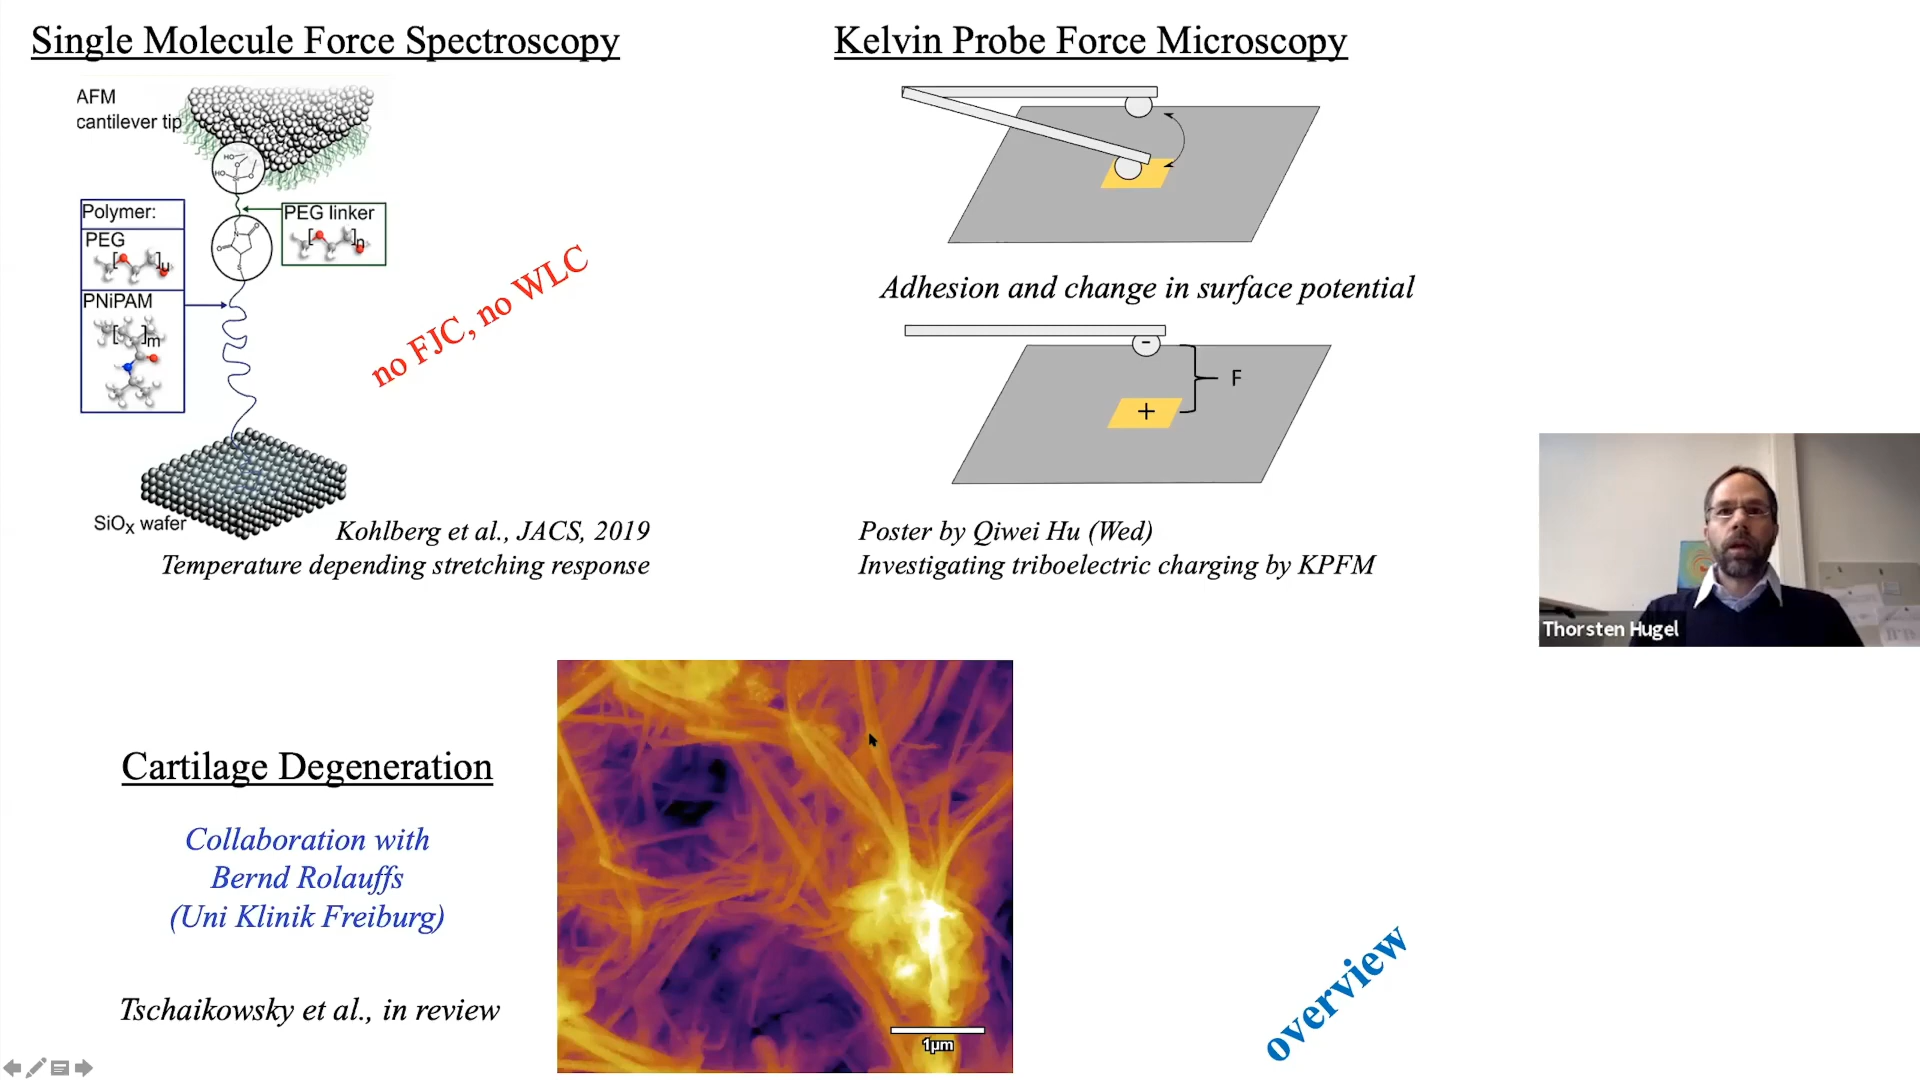 Single Molecule Force Spectroscopy
AFM
cantilever tip
HO
O
HO
Si
O
PEG linker
n
Polymer:
PEG
u
N
O
O
S
PNiPAM
m
no FJC, no WLC
SiOx wafer
Kohlberg et al., JACS, 2019
Temperature depending stretching response
Kelvin Probe Force Microscopy
Adhesion and change in surface potential
-
F
+
Poster by Qiwei Hu (Wed)
Investigating triboelectric charging by KPFM
Thorsten Hugel
Cartilage Degeneration
Collaboration with
Bernd Rolauffs
(Uni Klinik Freiburg)
Tschaikowsky et al., in review
1µm
overview